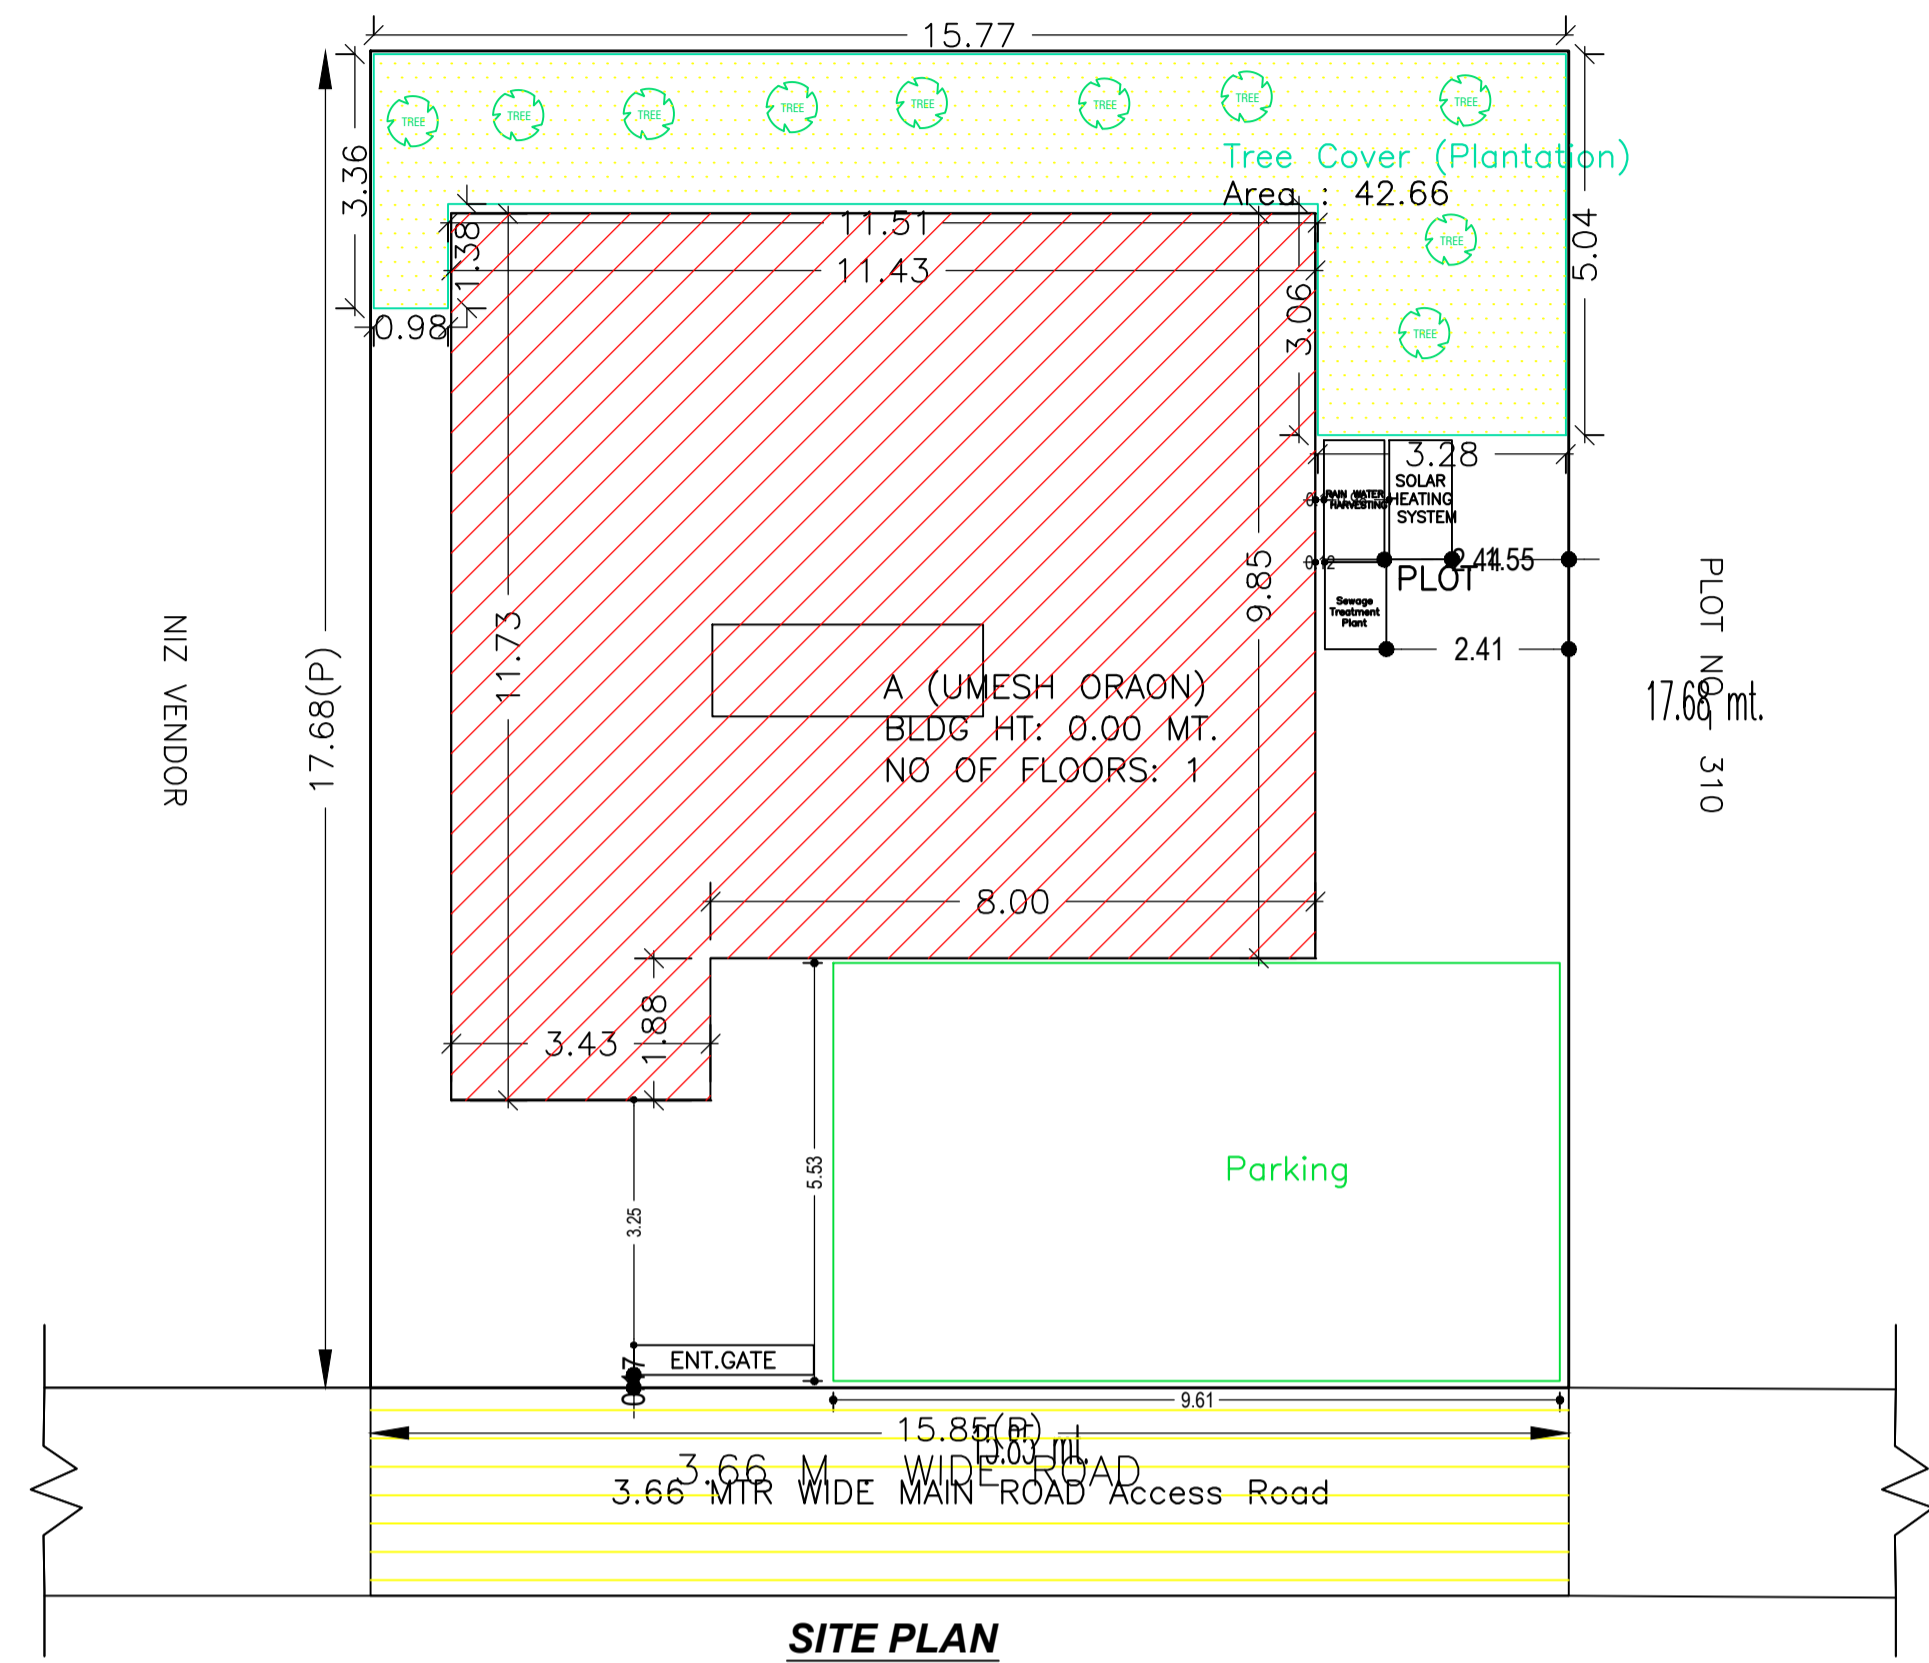 15.77
TREE
TREE
TREE
TREE
TREE
TREE
TREE
TREE
Tree Cover (Plantation)
Area : 42.66
3.36
1.38
11.51
11.43
0.98
3.06
5.04
TREE
TREE
3.28
RAIN WATER
HARVESTING
SOLAR
HEATING
SYSTEM
0.12
2.44
1.55
PLOT
Sewage
Treatment
Plant
2.41
9.85
11.73
17.68(P)
NIZ VENDOR
A (UMESH ORAON)
BLDG HT: 0.00 MT.
NO OF FLOORS: 1
PLOT NO.- 310
17.68 mt.
8.00
1.88
3.43
5.53
3.25
Parking
ENT.GATE
9.61
15.85(P)
3.66 M. WIDE ROAD
3.66 MTR WIDE MAIN ROAD Access Road
SITE PLAN